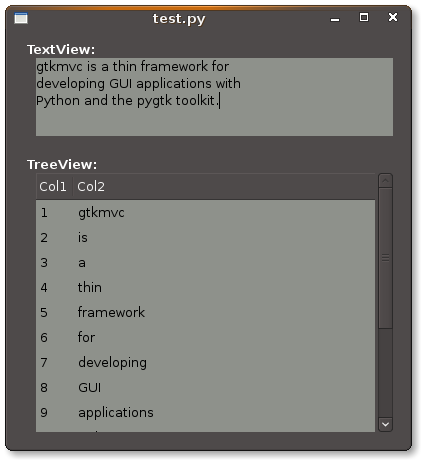 test.py
TextView:
gtkmvc is a thin framework for
developing GUI applications with
Python and the pygtk toolkit.
TreeView:
Col1 Col2
1 gtkmvc
2 is
3 a
4 thin
5 framework
6 for
7 developing
8 GUI
9 applications